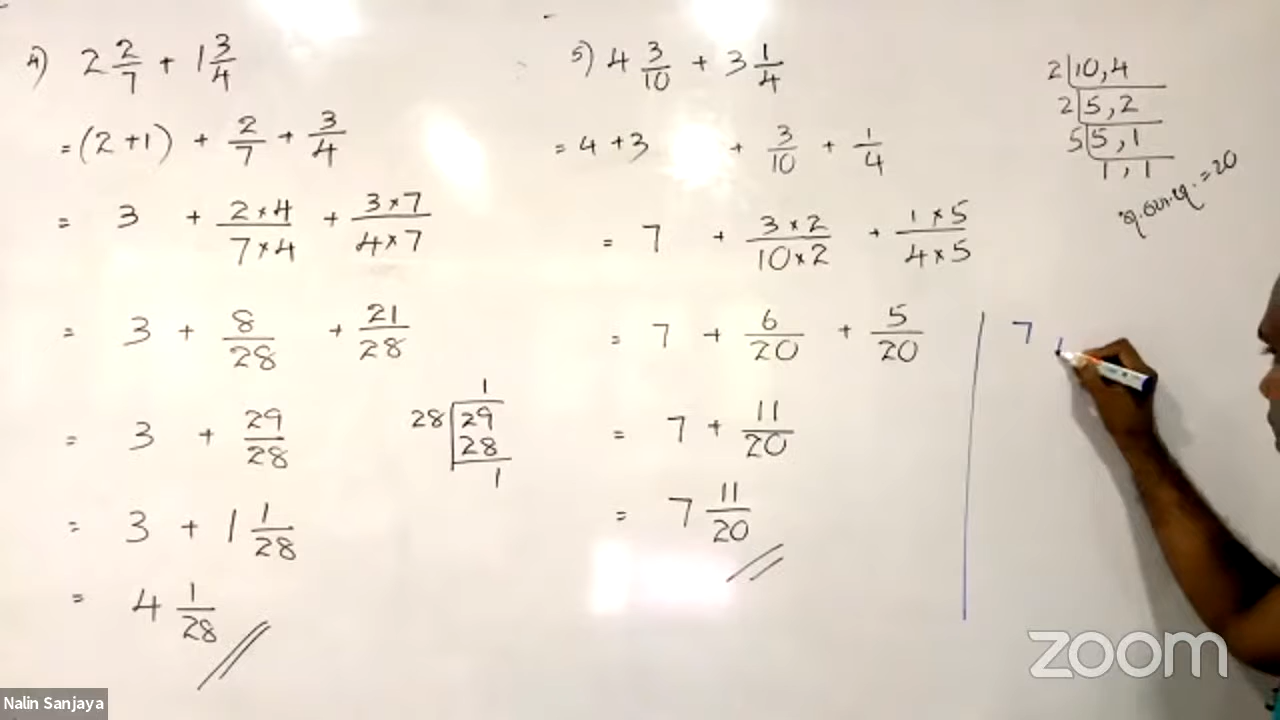 4) 2 2/7 + 1 3/4
= (2+1) + 2/7 + 3/4
= 3 + 2×4/7×4 + 3×7/4×7
= 3 + 8/28 + 21/28
= 3 + 29/28
1
28 29
28
1
= 3 + 1 1/28
= 4 1/28
5) 4 3/10 + 3 1/4
= 4+3 + 3/10 + 1/4
= 7 + 3×2/10×2 + 1×5/4×5
= 7 + 6/20 + 5/20
= 7 + 11/20
= 7 11/20
2 10,4
2 5,2
5 5,1
1,1
= 20
7
zoom
Nalin Sanjaya